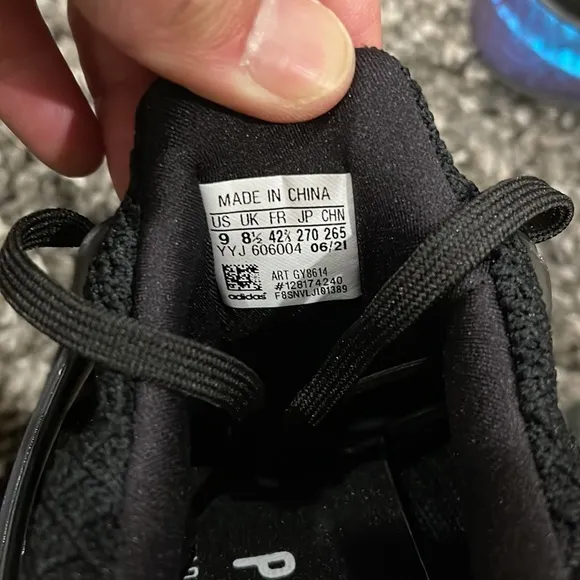 MADE IN CHINA
US UK FR JP CHN
9 8½ 42⅔ 270 265
YYJ 606004 06/21
ART GY8614
#128174240
adidas F8SNVLJ101389
P